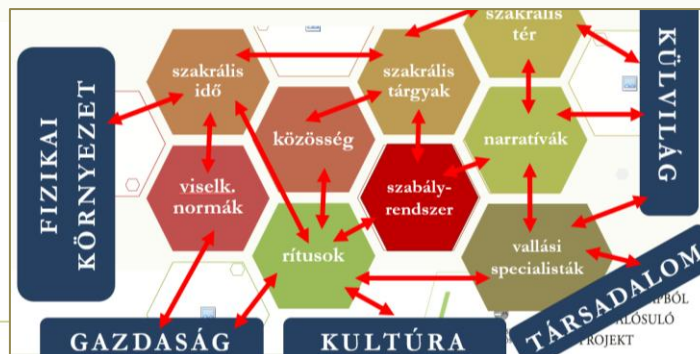 szakrális
tér
szakrális
idő
szakrális
tárgyak
KÜLVILÁG
FIZIKAI
KÖRNYEZET
közösség
narratívák
viselk.
normák
szabály-
rendszer
rítusok
vallási
specialisták
TÁRSADALOM
GAZDASÁG
KULTÚRA